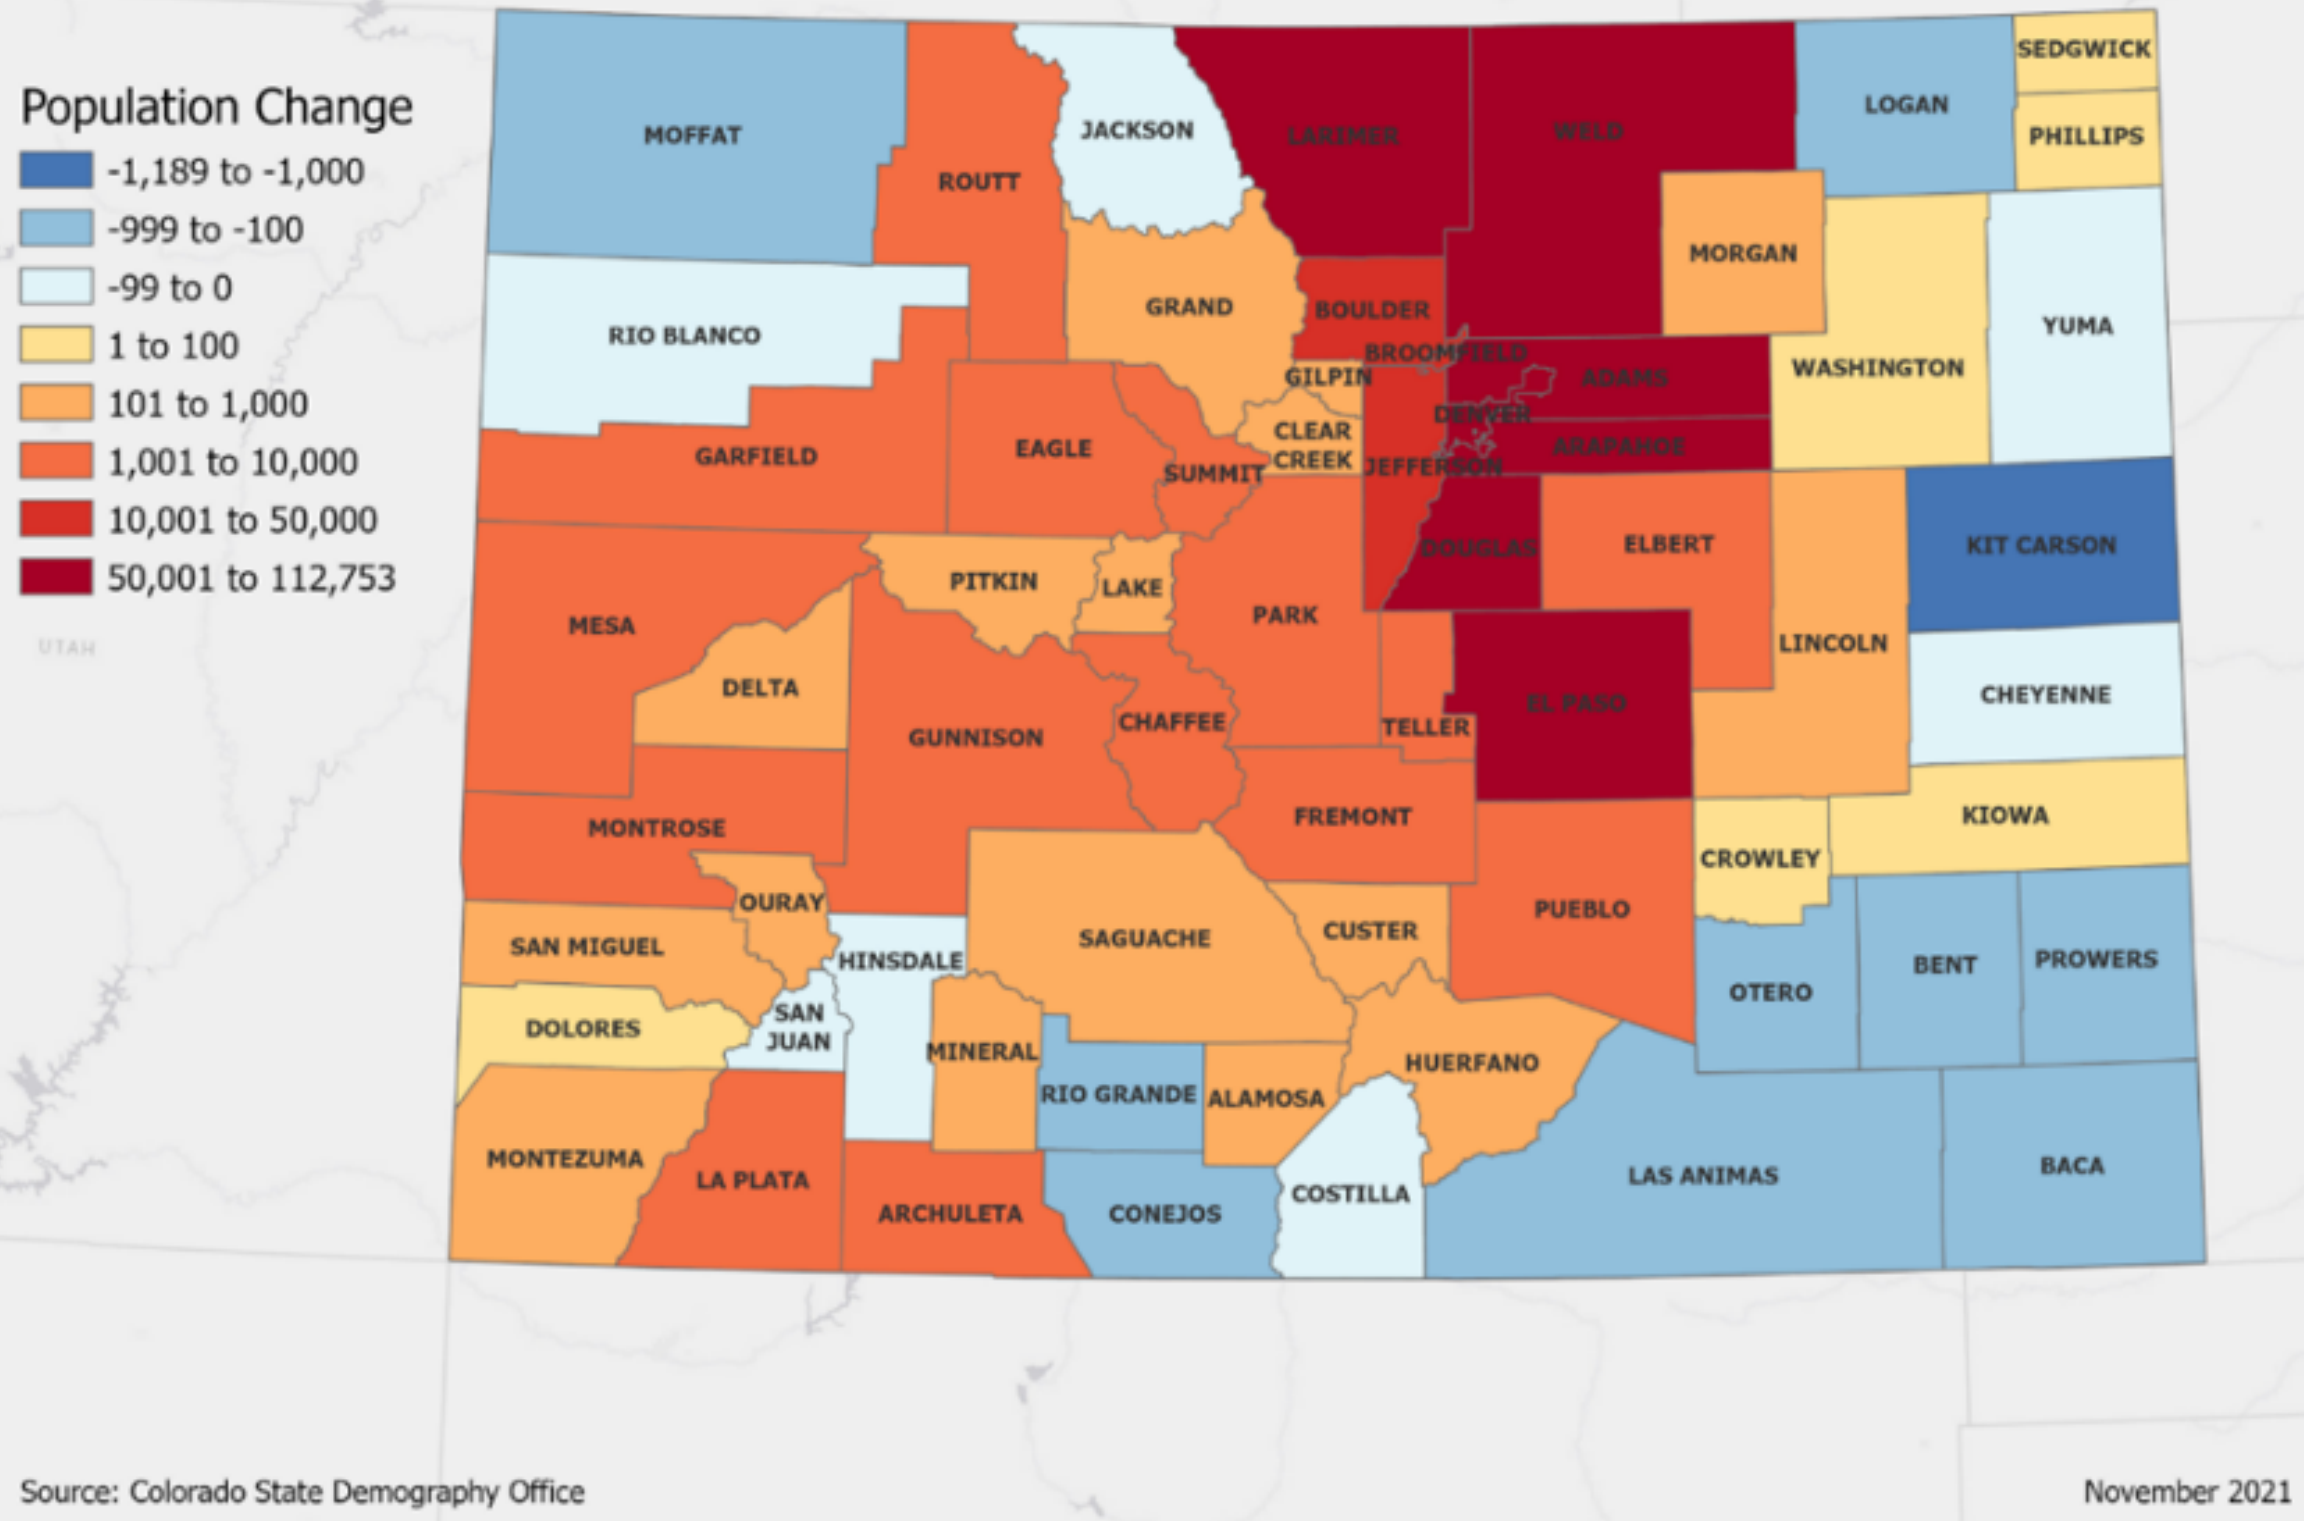 Population Change
-1,189 to -1,000
-999 to -100
-99 to 0
1 to 100
101 to 1,000
1,001 to 10,000
10,001 to 50,000
50,001 to 112,753
UTAH
MOFFAT
ROUTT
JACKSON
LARIMER
WELD
LOGAN
SEDGWICK
PHILLIPS
MORGAN
RIO BLANCO
GRAND
BOULDER
BROOMFIELD
GILPIN
ADAMS
WASHINGTON
YUMA
DENVER
CLEAR
CREEK
ARAPAHOE
GARFIELD
EAGLE
SUMMIT
JEFFERSON
DOUGLAS
ELBERT
KIT CARSON
PITKIN
LAKE
PARK
MESA
LINCOLN
DELTA
CHEYENNE
GUNNISON
CHAFFEE
TELLER
EL PASO
MONTROSE
FREMONT
KIOWA
CROWLEY
OURAY
SAN MIGUEL
SAGUACHE
CUSTER
PUEBLO
HINSDALE
OTERO
BENT
PROWERS
DOLORES
SAN
JUAN
MINERAL
HUERFANO
RIO GRANDE
ALAMOSA
MONTEZUMA
LA PLATA
ARCHULETA
CONEJOS
COSTILLA
LAS ANIMAS
BACA
Source: Colorado State Demography Office
November 2021